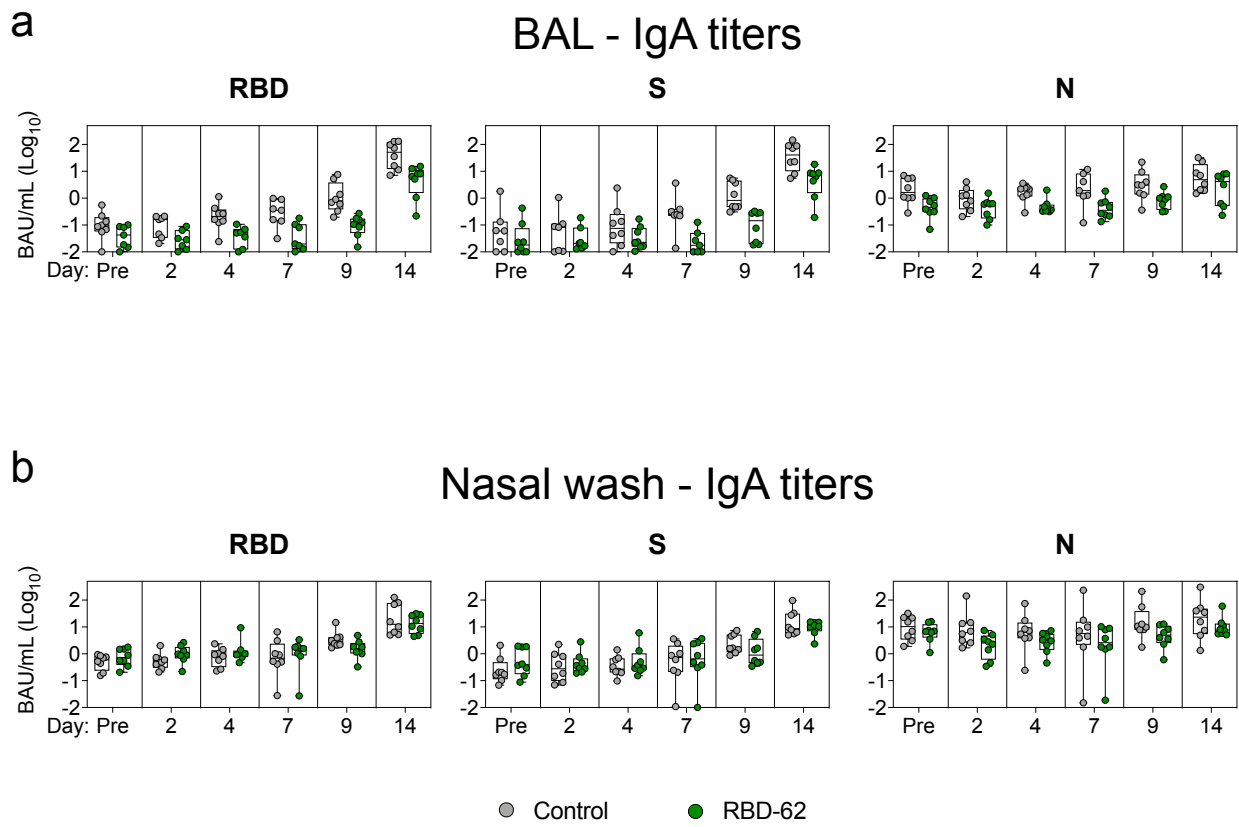 a
BAL - IgA titers
RBD S N
BAU/mL (Log10)
2 2 2
1 1 1
0 0 0
-1 -1 -1
-2 -2 -2
Day: Pre 2 4 7 9 14 Pre 2 4 7 9 14 Pre 2 4 7 9 14
b
Nasal wash - IgA titers
RBD S N
BAU/mL (Log10)
2 2 2
1 1 1
0 0 0
-1 -1 -1
-2 -2 -2
Day: Pre 2 4 7 9 14 Pre 2 4 7 9 14 Pre 2 4 7 9 14
Control RBD-62